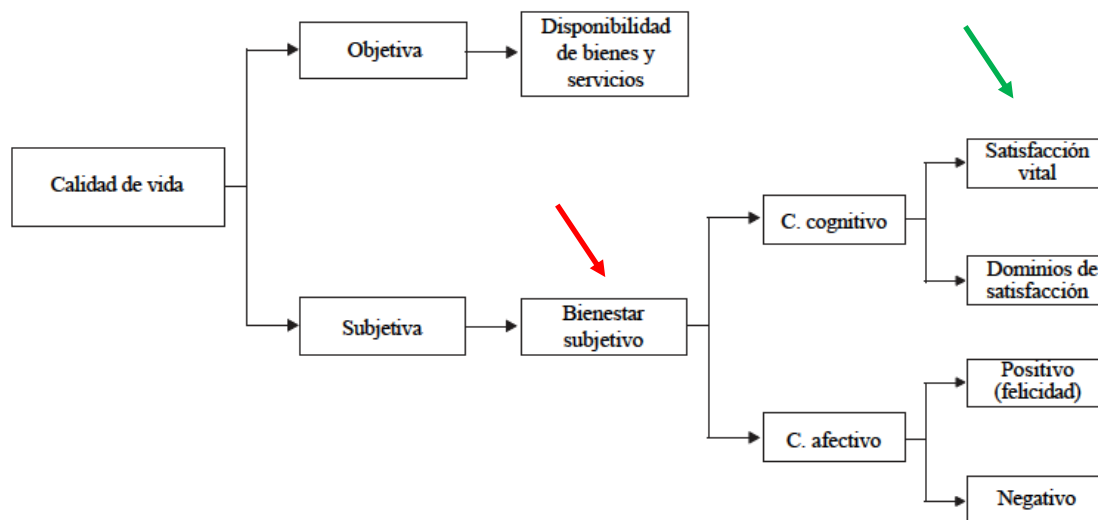 Objetiva
Disponibilidad
de bienes y
servicios
Calidad de vida
Satisfacción
vital
C. cognitivo
Dominios de
satisfacción
Subjetiva
Bienestar
subjetivo
Positivo
(felicidad)
C. afectivo
Negativo